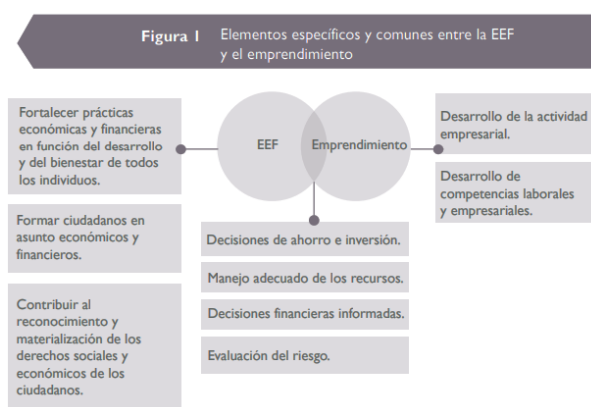 Figura 1
Elementos específicos y comunes entre la EEF
y el emprendimiento
Fortalecer prácticas
económicas y financieras
en función del desarrollo
y del bienestar de todos
los individuos.
Formar ciudadanos en
asunto económicos y
financieros.
Contribuir al
reconocimiento y
materialización de los
derechos sociales y
económicos de los
ciudadanos.
EEF
Emprendimiento
Decisiones de ahorro e inversión.
Manejo adecuado de los recursos.
Decisiones financieras informadas.
Evaluación del riesgo.
Desarrollo de la actividad
empresarial.
Desarrollo de
competencias laborales
y empresariales.